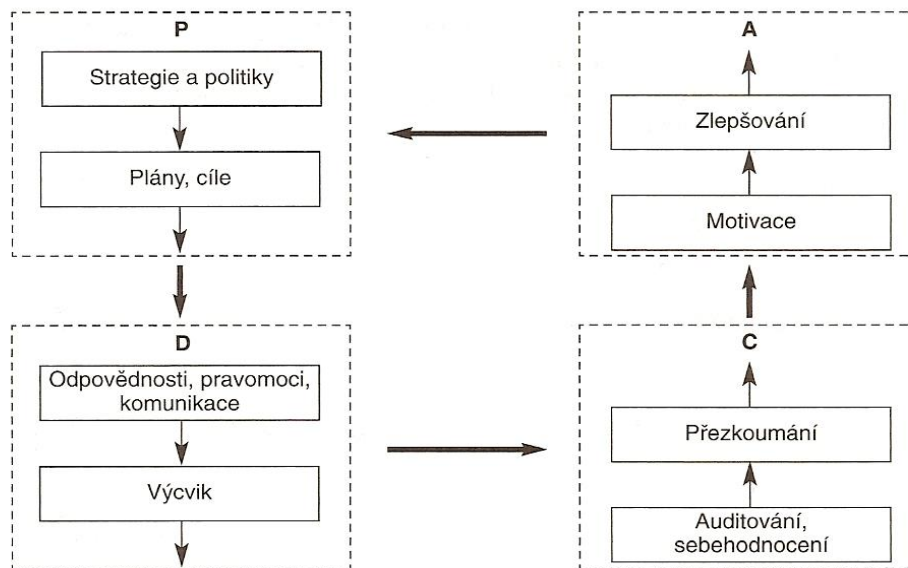 P
Strategie a politiky
Plány, cíle
D
Odpovědnosti, pravomoci,
komunikace
Výcvik
A
Zlepšování
Motivace
C
Přezkoumání
Auditování,
sebehodnocení